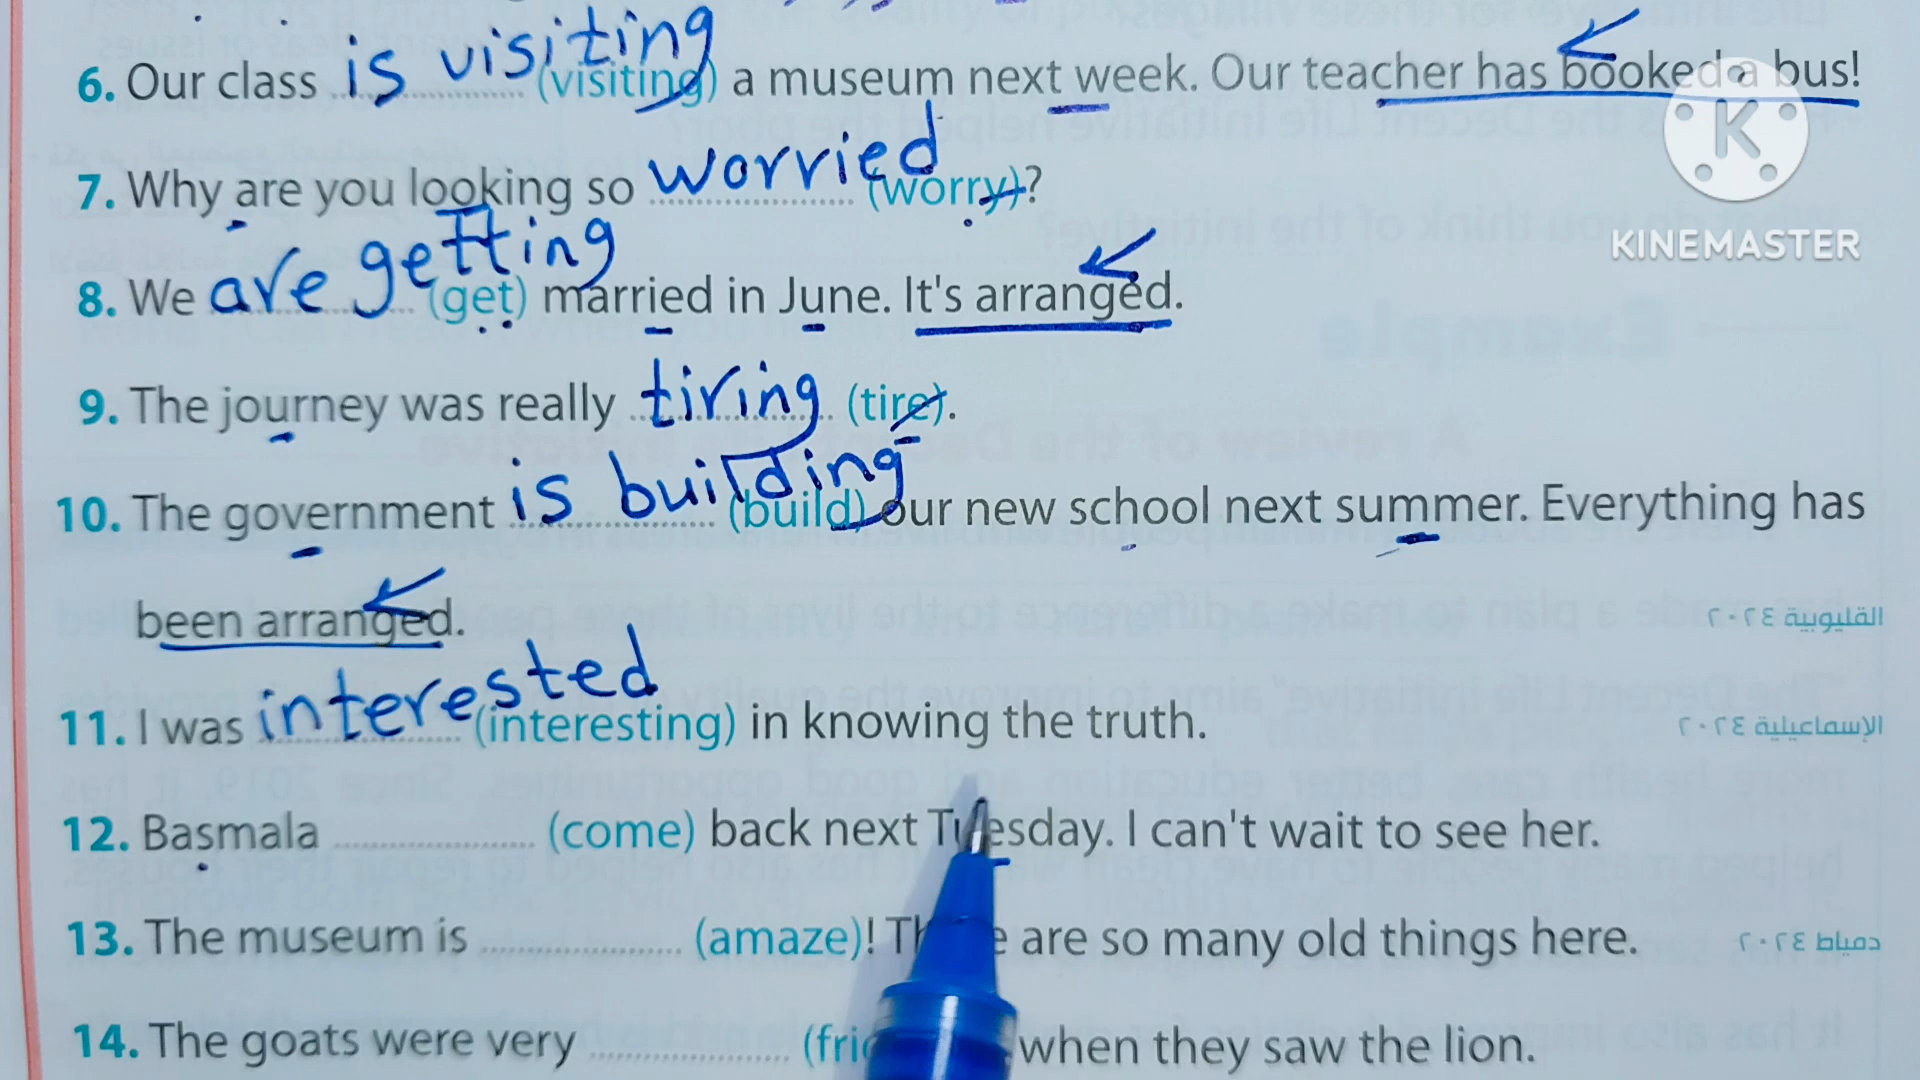 6. Our class is visiting (visiting) a museum next week. Our teacher has booked a bus!
KINEMASTER
7. Why are you looking so worried (worry)?
8. We are getting (get) married in June. It's arranged.
9. The journey was really tiring (tire).
10. The government is building (build) our new school next summer. Everything has
been arranged. القليوبية ٢٠٢٤
11. I was interested (interesting) in knowing the truth. الإسماعيلية ٢٠٢٤
12. Basmala (come) back next Tuesday. I can't wait to see her.
13. The museum is (amaze)! are so many old things here. دمياط ٢٠٢٤
14. The goats were very when they saw the lion.